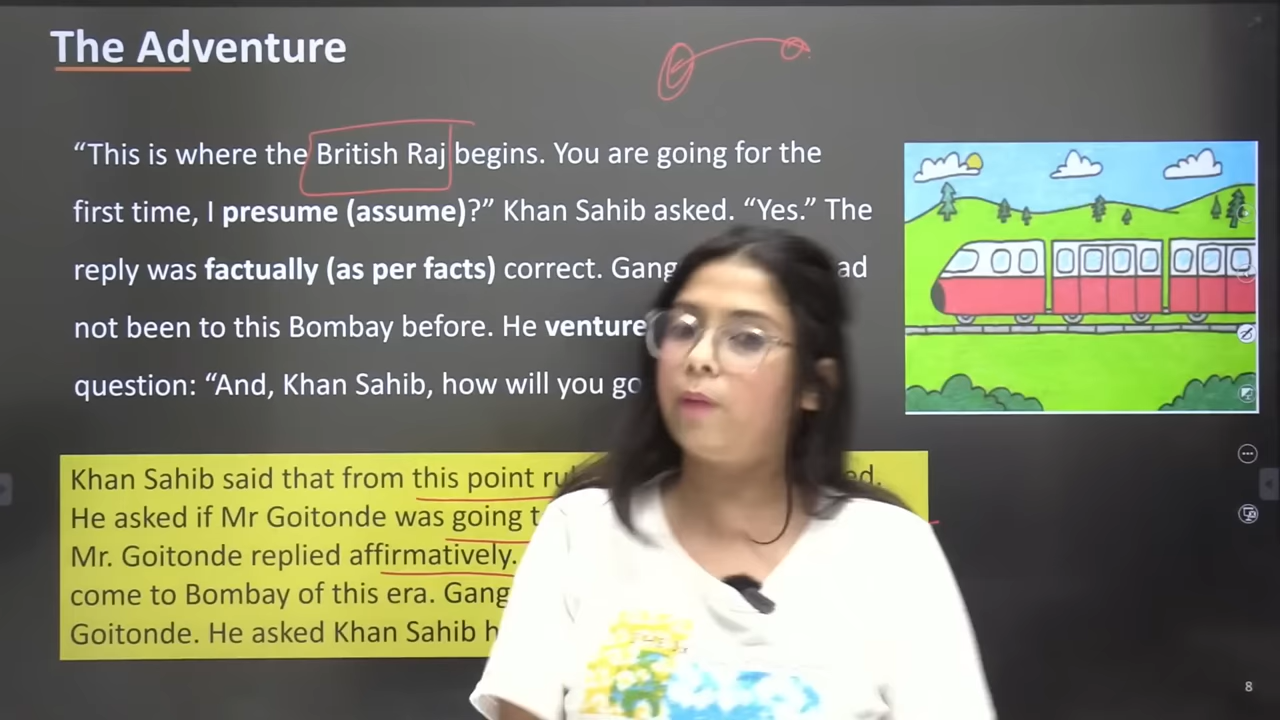 The Adventure
“This is where the British Raj begins. You are going for the
first time, I presume (assume)?” Khan Sahib asked. “Yes.” The
reply was factually (as per facts) correct. Gang ad
not been to this Bombay before. He venture
question: “And, Khan Sahib, how will you go
Khan Sahib said that from this point ru ed.
He asked if Mr Goitonde was going t
Mr. Goitonde replied affirmatively.
come to Bombay of this era. Gang
Goitonde. He asked Khan Sahib h
8